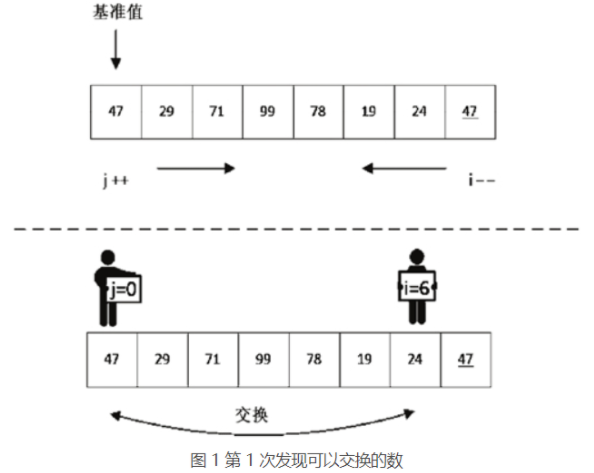 基准值
47 29 71 99 78 19 24 47
j++ i--
j=0 i=6
47 29 71 99 78 19 24 47
交换
图 1 第 1 次发现可以交换的数